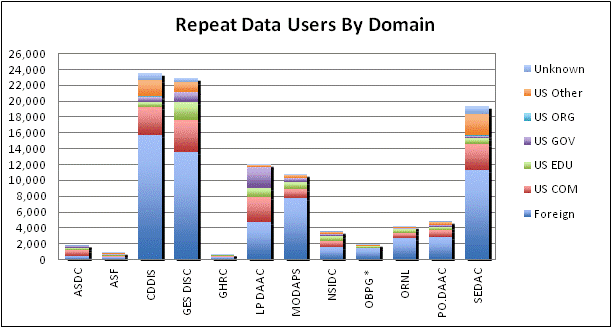 Repeat Data Users By Domain
26,000
24,000
22,000
20,000
18,000
16,000
14,000
12,000
10,000
8,000
6,000
4,000
2,000
0
ASDC
ASF
CDDIS
GES DISC
GHRC
LP DAAC
MODAPS
NSIDC
OBPG *
ORNL
PO.DAAC
SEDAC
Unknown
US Other
US ORG
US GOV
US EDU
US COM
Foreign